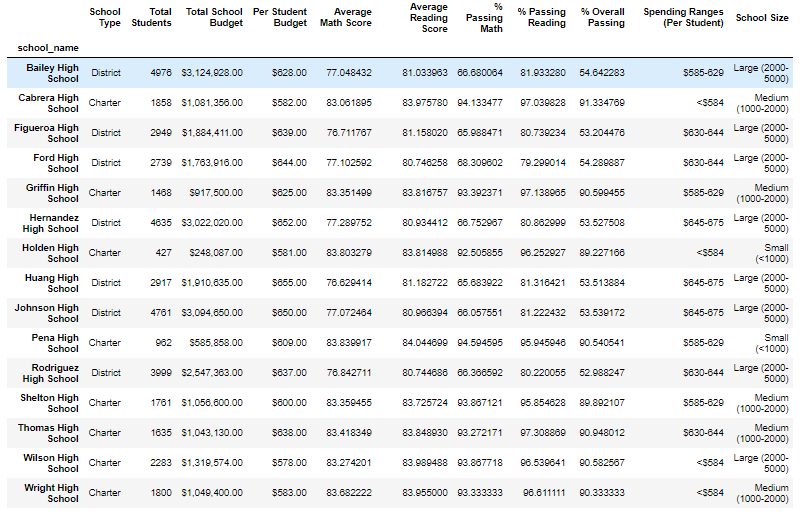 School Type Total Students Total School Budget Per Student Budget Average Math Score Average Reading Score % Passing Math % Passing Reading % Overall Passing Spending Ranges (Per Student) School Size
school_name
Bailey High School District 4976 $3,124,928.00 $628.00 77.048432 81.033963 66.680064 81.933280 54.642283 $585-629 Large (2000-5000)
Cabrera High School Charter 1858 $1,081,356.00 $582.00 83.061895 83.975780 94.133477 97.039828 91.334769 <$584 Medium (1000-2000)
Figueroa High School District 2949 $1,884,411.00 $639.00 76.711767 81.158020 65.988471 80.739234 53.204476 $630-644 Large (2000-5000)
Ford High School District 2739 $1,763,916.00 $644.00 77.102592 80.746258 68.309602 79.299014 54.289887 $630-644 Large (2000-5000)
Griffin High School Charter 1468 $917,500.00 $625.00 83.351499 83.816757 93.392371 97.138965 90.599455 $585-629 Medium (1000-2000)
Hernandez High School District 4635 $3,022,020.00 $652.00 77.289752 80.934412 66.752967 80.862999 53.527508 $645-675 Large (2000-5000)
Holden High School Charter 427 $248,087.00 $581.00 83.803279 83.814988 92.505855 96.252927 89.227166 <$584 Small (<1000)
Huang High School District 2917 $1,910,635.00 $655.00 76.629414 81.182722 65.683922 81.316421 53.513884 $645-675 Large (2000-5000)
Johnson High School District 4761 $3,094,650.00 $650.00 77.072464 80.966394 66.057551 81.222432 53.539172 $645-675 Large (2000-5000)
Pena High School Charter 962 $585,858.00 $609.00 83.839917 84.044699 94.594595 95.945946 90.540541 $585-629 Small (<1000)
Rodriguez High School District 3999 $2,547,363.00 $637.00 76.842711 80.744686 66.366592 80.220055 52.988247 $630-644 Large (2000-5000)
Shelton High School Charter 1761 $1,056,600.00 $600.00 83.359455 83.725724 93.867121 95.854628 89.892107 $585-629 Medium (1000-2000)
Thomas High School Charter 1635 $1,043,130.00 $638.00 83.418349 83.848930 93.272171 97.308869 90.948012 $630-644 Medium (1000-2000)
Wilson High School Charter 2283 $1,319,574.00 $578.00 83.274201 83.989488 93.867718 96.539641 90.582567 <$584 Large (2000-5000)
Wright High School Charter 1800 $1,049,400.00 $583.00 83.682222 83.955000 93.333333 96.611111 90.333333 <$584 Medium (1000-2000)